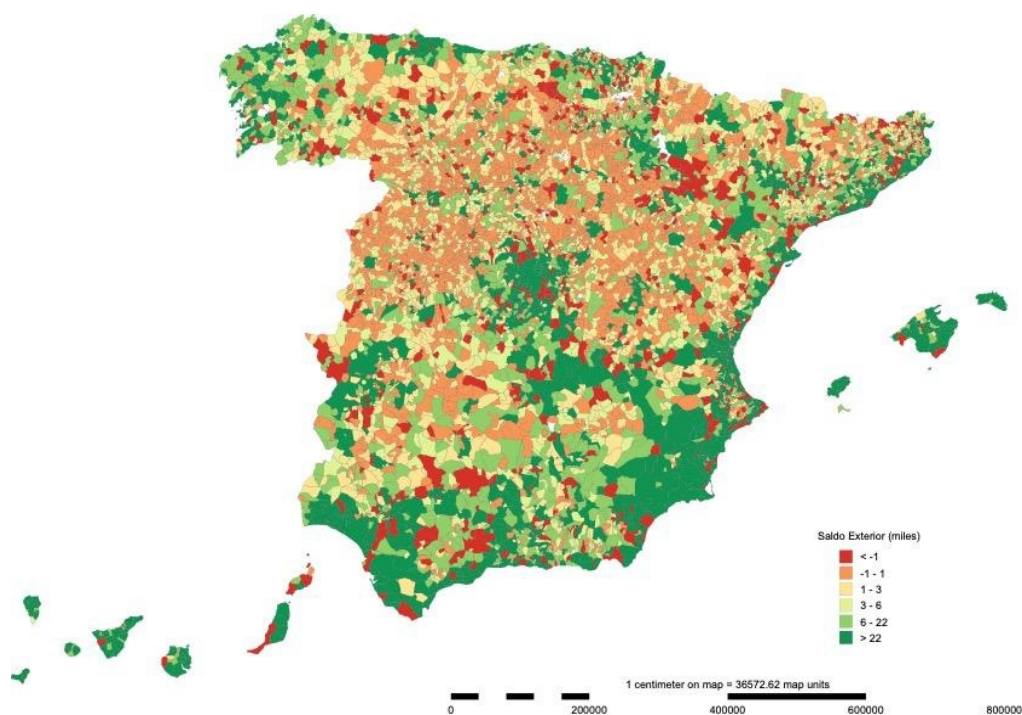 Saldo Exterior (miles)
< -1
-1 - 1
1 - 3
3 - 6
6 - 22
> 22
1 centimeter on map = 36572.62 map units
0 200000 400000 600000 800000